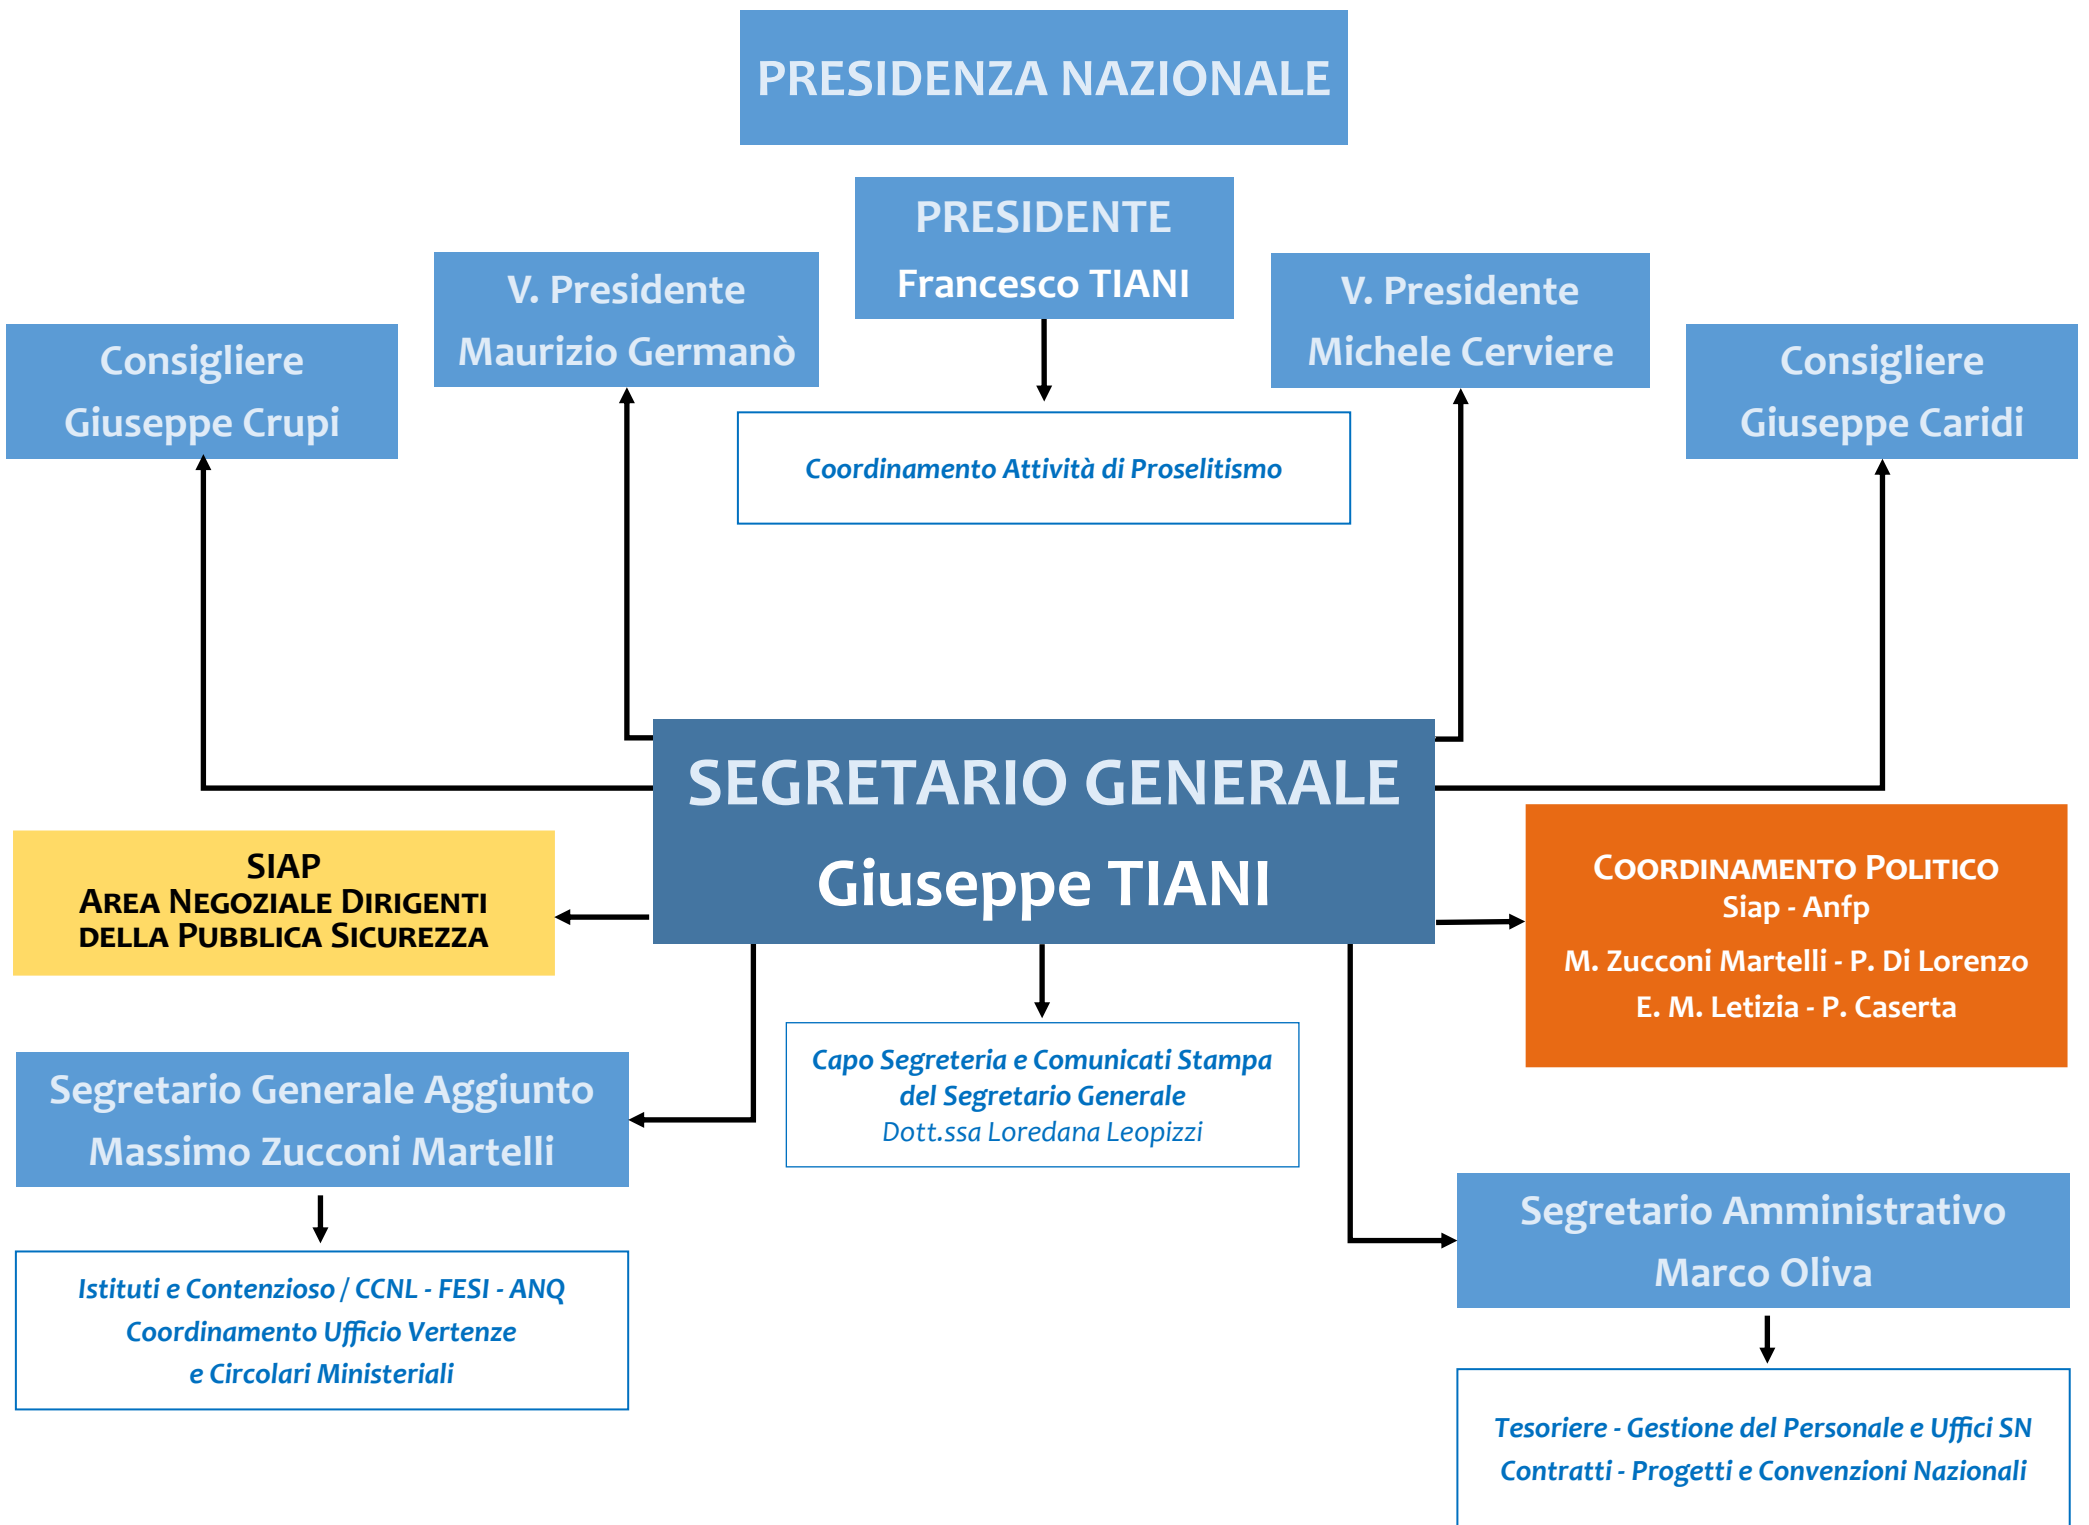 PRESIDENZA NAZIONALE
PRESIDENTE
Francesco TIANI
V. Presidente
Maurizio Germanò
V. Presidente
Michele Cerviere
Consigliere
Giuseppe Crupi
Consigliere
Giuseppe Caridi
Coordinamento Attività di Proselitismo
SEGRETARIO GENERALE
Giuseppe TIANI
SIAP
AREA NEGOZIALE DIRIGENTI
DELLA PUBBLICA SICUREZZA
COORDINAMENTO POLITICO
Siap - Anfp
M. Zucconi Martelli - P. Di Lorenzo
E. M. Letizia - P. Caserta
Segretario Generale Aggiunto
Massimo Zucconi Martelli
Capo Segreteria e Comunicati Stampa
del Segretario Generale
Dott.ssa Loredana Leopizzi
Segretario Amministrativo
Marco Oliva
Istituti e Contenzioso / CCNL - FESI - ANQ
Coordinamento Ufficio Vertenze
e Circolari Ministeriali
Tesoriere - Gestione del Personale e Uffici SN
Contratti - Progetti e Convenzioni Nazionali